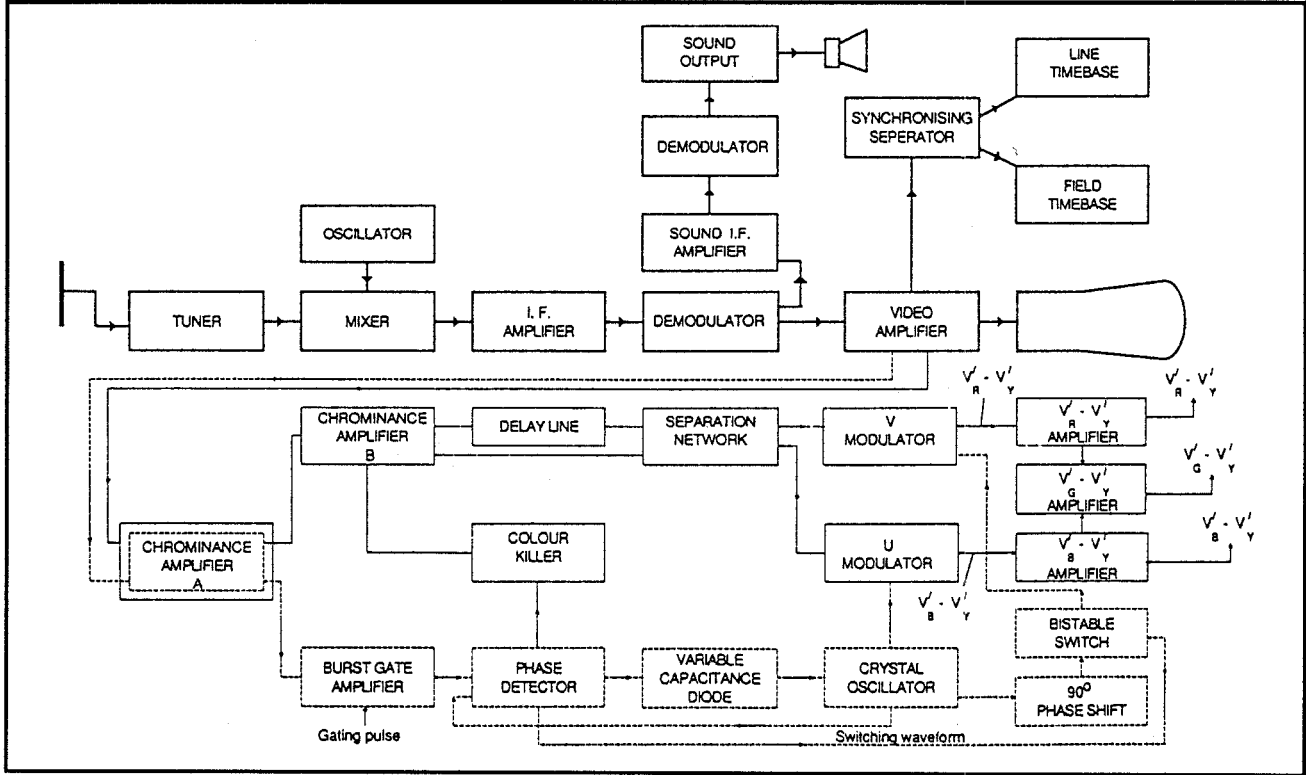 SOUND
OUTPUT
LINE
TIMEBASE
SYNCHRONISING
SEPERATOR
DEMODULATOR
FIELD
TIMEBASE
OSCILLATOR
SOUND I.F.
AMPLIFIER
TUNER
MIXER
I. F.
AMPLIFIER
DEMODULATOR
VIDEO
AMPLIFIER
V′R - V′Y
V′R - V′Y
CHROMINANCE
AMPLIFIER
B
DELAY LINE
SEPARATION
NETWORK
V
MODULATOR
V′R - V′Y
AMPLIFIER
V′G - V′Y
V′G - V′Y
AMPLIFIER
CHROMINANCE
AMPLIFIER
A
COLOUR
KILLER
U
MODULATOR
V′B - V′Y
AMPLIFIER
V′B - V′Y
V′B - V′Y
BISTABLE
SWITCH
BURST GATE
AMPLIFIER
PHASE
DETECTOR
VARIABLE
CAPACITANCE
DIODE
CRYSTAL
OSCILLATOR
90°
PHASE SHIFT
Gating pulse
Switching waveform